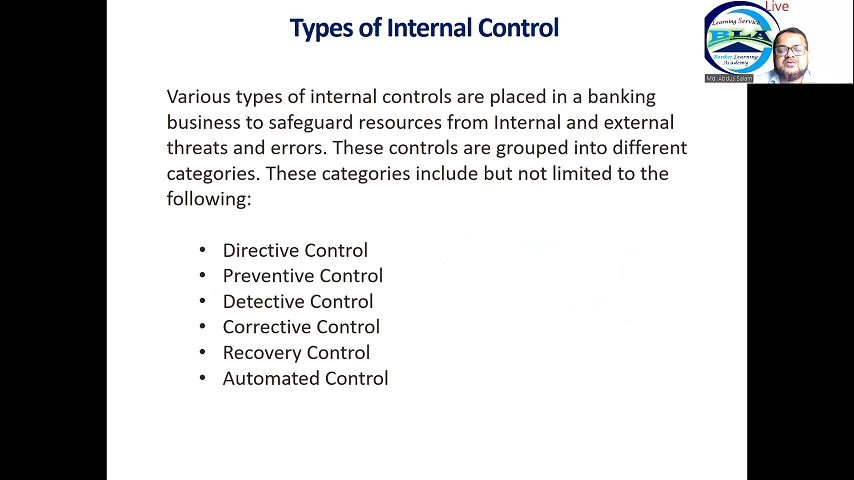 Types of Internal Control
Live
Learning Service
BLA
Banker Learning
Academy
Md. Abdus Salam
Various types of internal controls are placed in a banking
business to safeguard resources from Internal and external
threats and errors. These controls are grouped into different
categories. These categories include but not limited to the
following:
• Directive Control
• Preventive Control
• Detective Control
• Corrective Control
• Recovery Control
• Automated Control